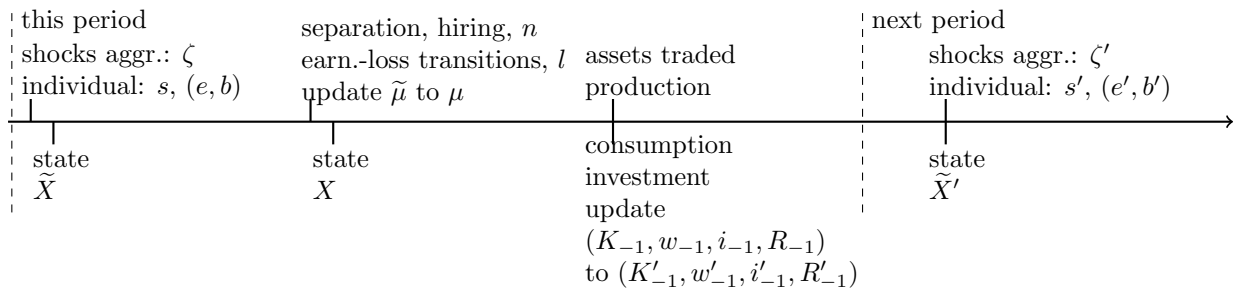 this period
shocks aggr.: ζ
individual: s, (e, b)
state
X̃
separation, hiring, n
earn.-loss transitions, l
update μ̃ to μ
state
X
assets traded
production
consumption
investment
update
(K₋₁, w₋₁, i₋₁, R₋₁)
to (K′₋₁, w′₋₁, i′₋₁, R′₋₁)
next period
shocks aggr.: ζ′
individual: s′, (e′, b′)
state
X̃′